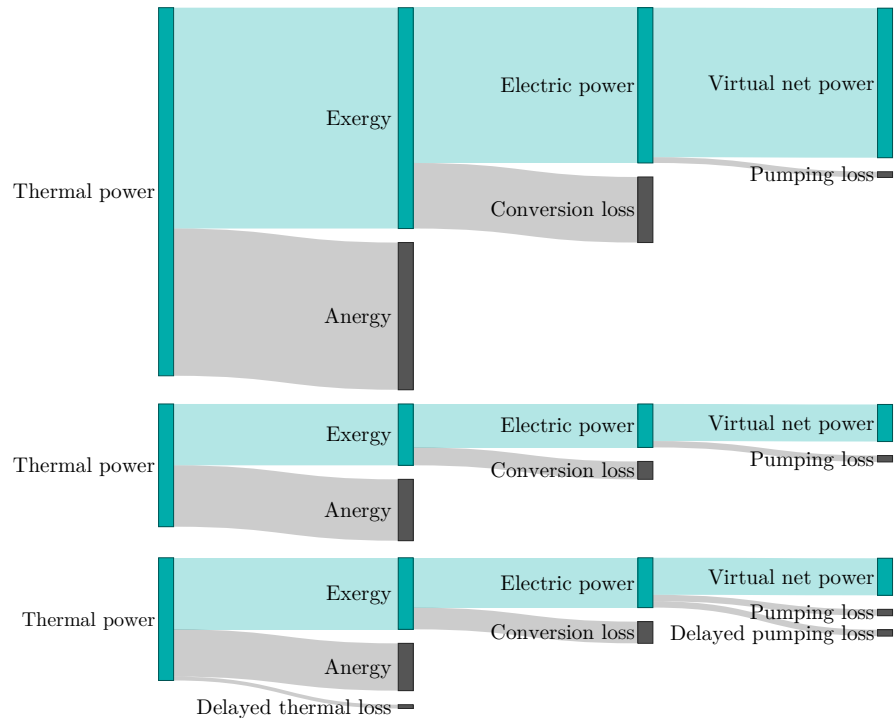 Thermal power
Exergy
Anergy
Electric power
Conversion loss
Virtual net power
Pumping loss
Thermal power
Exergy
Anergy
Electric power
Conversion loss
Virtual net power
Pumping loss
Thermal power
Exergy
Anergy
Delayed thermal loss
Electric power
Conversion loss
Virtual net power
Pumping loss
Delayed pumping loss